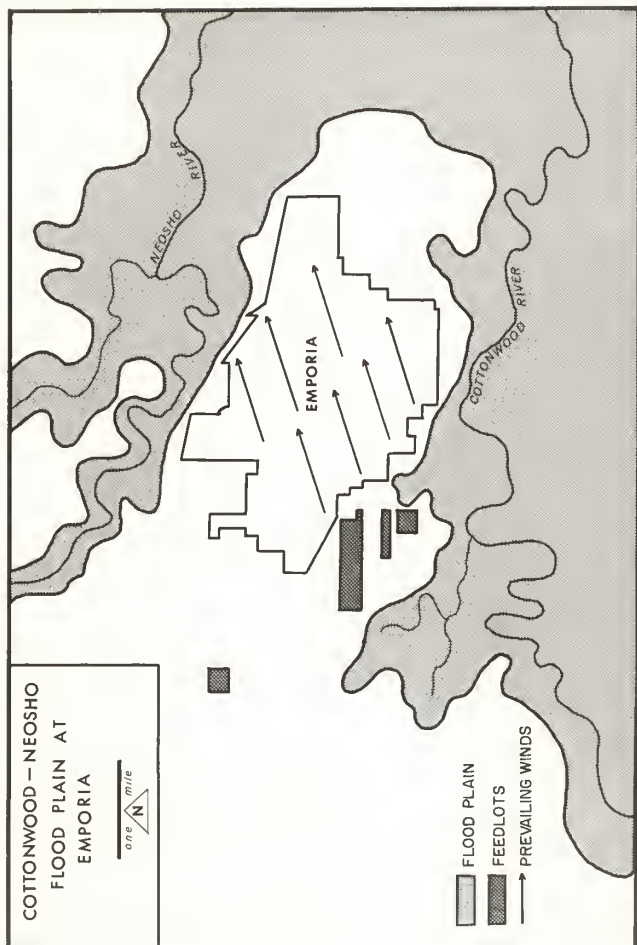 COTTONWOOD – NEOSHO
FLOOD PLAIN AT
EMPORIA
one mile
N
NEOSHO
RIVER
EMPORIA
COTTONWOOD
RIVER
FLOOD PLAIN
FEEDLOTS
PREVAILING WINDS